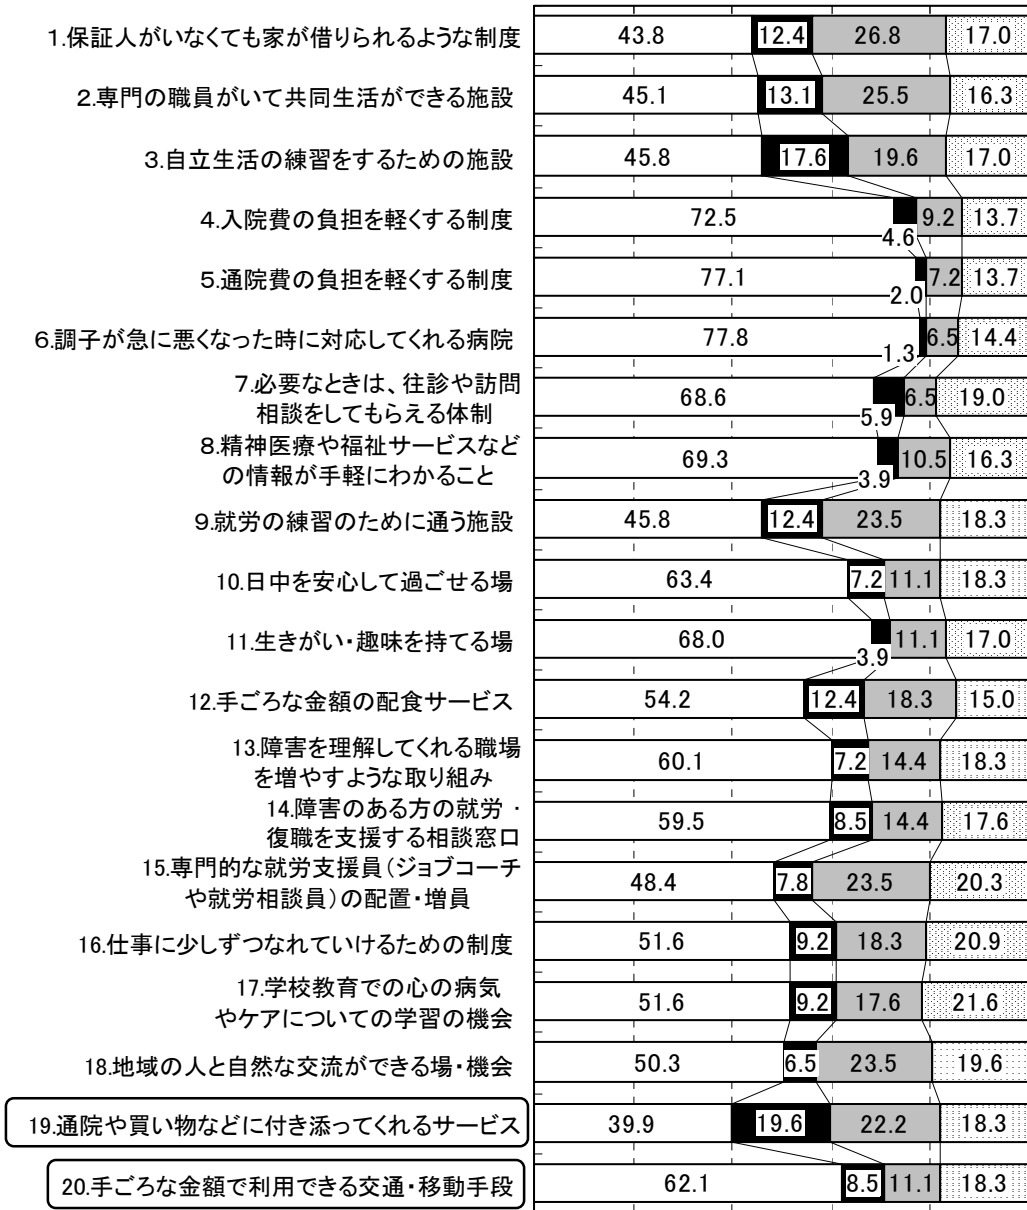 1.保証人がいなくても家が借りられるような制度 43.8 12.4 26.8 17.0
2.専門の職員がいて共同生活ができる施設 45.1 13.1 25.5 16.3
3.自立生活の練習をするための施設 45.8 17.6 19.6 17.0
4.入院費の負担を軽くする制度 72.5 4.6 9.2 13.7
5.通院費の負担を軽くする制度 77.1 2.0 7.2 13.7
6.調子が急に悪くなった時に対応してくれる病院 77.8 1.3 6.5 14.4
7.必要なときは、往診や訪問
相談をしてもらえる体制 68.6 5.9 6.5 19.0
8.精神医療や福祉サービスなど
の情報が手軽にわかること 69.3 3.9 10.5 16.3
9.就労の練習のために通う施設 45.8 12.4 23.5 18.3
10.日中を安心して過ごせる場 63.4 7.2 11.1 18.3
11.生きがい・趣味を持てる場 68.0 3.9 11.1 17.0
12.手ごろな金額の配食サービス 54.2 12.4 18.3 15.0
13.障害を理解してくれる職場
を増やすような取り組み 60.1 7.2 14.4 18.3
14.障害のある方の就労・
復職を支援する相談窓口 59.5 8.5 14.4 17.6
15.専門的な就労支援員(ジョブコーチ
や就労相談員)の配置・増員 48.4 7.8 23.5 20.3
16.仕事に少しずつなれていけるための制度 51.6 9.2 18.3 20.9
17.学校教育での心の病気
やケアについての学習の機会 51.6 9.2 17.6 21.6
18.地域の人と自然な交流ができる場・機会 50.3 6.5 23.5 19.6
19.通院や買い物などに付き添ってくれるサービス 39.9 19.6 22.2 18.3
20.手ごろな金額で利用できる交通・移動手段 62.1 8.5 11.1 18.3